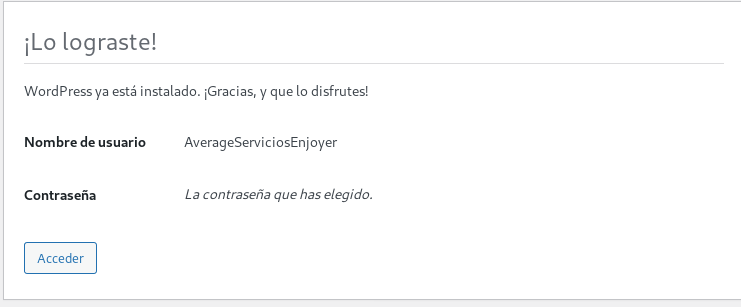 ¡Lo lograste!
WordPress ya está instalado. ¡Gracias, y que lo disfrutes!
Nombre de usuario AverageServiciosEnjoyer
Contraseña La contraseña que has elegido.
Acceder